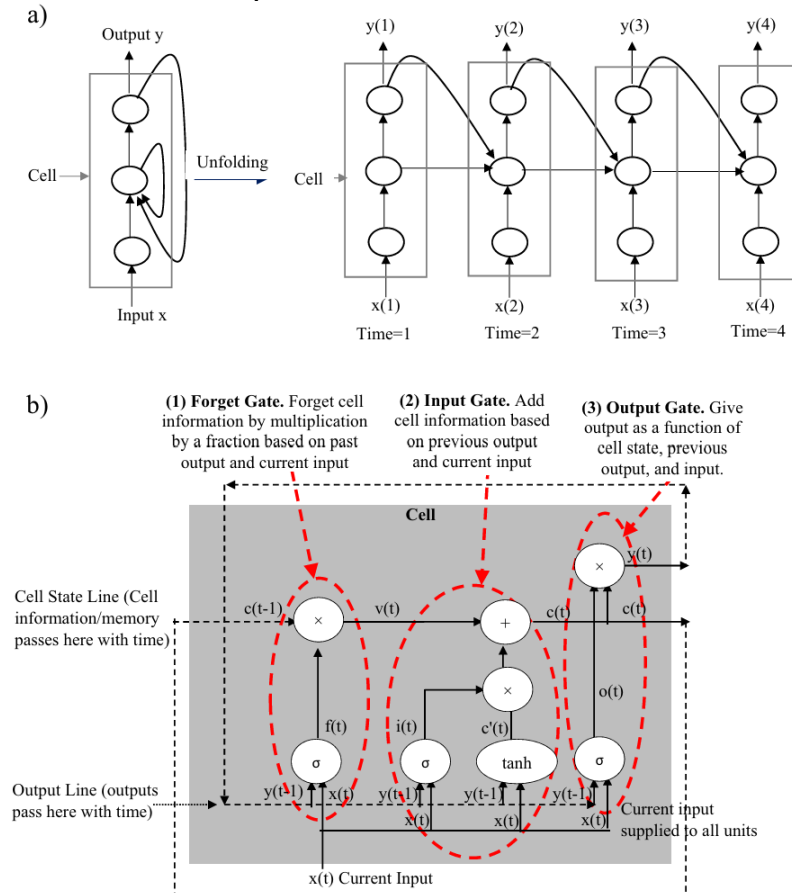 a)
Output y
Cell
Unfolding
Input x
y(1)
y(2)
y(3)
y(4)
Cell
x(1)
x(2)
x(3)
x(4)
Time=1
Time=2
Time=3
Time=4
b)
(1) Forget Gate. Forget cell
information by multiplication
by a fraction based on past
output and current input
(2) Input Gate. Add
cell information based
on previous output
and current input
(3) Output Gate. Give
output as a function of
cell state, previous
output, and input.
Cell
×
y(t)
Cell State Line (Cell
information/memory
passes here with time)
c(t-1)
×
v(t)
+
c(t)
c(t)
×
o(t)
f(t)
i(t)
c'(t)
σ
σ
tanh
σ
Output Line (outputs
pass here with time)
y(t-1)
x(t)
y(t-1)
x(t)
y(t-1)
x(t)
y(t-1)
x(t)
Current input
supplied to all units
x(t) Current Input